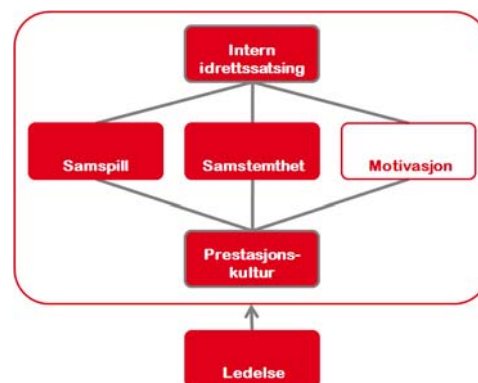 Intern
idrettssatsing
Samspill
Samstemthet
Motivasjon
Prestasjons-
kultur
Ledelse